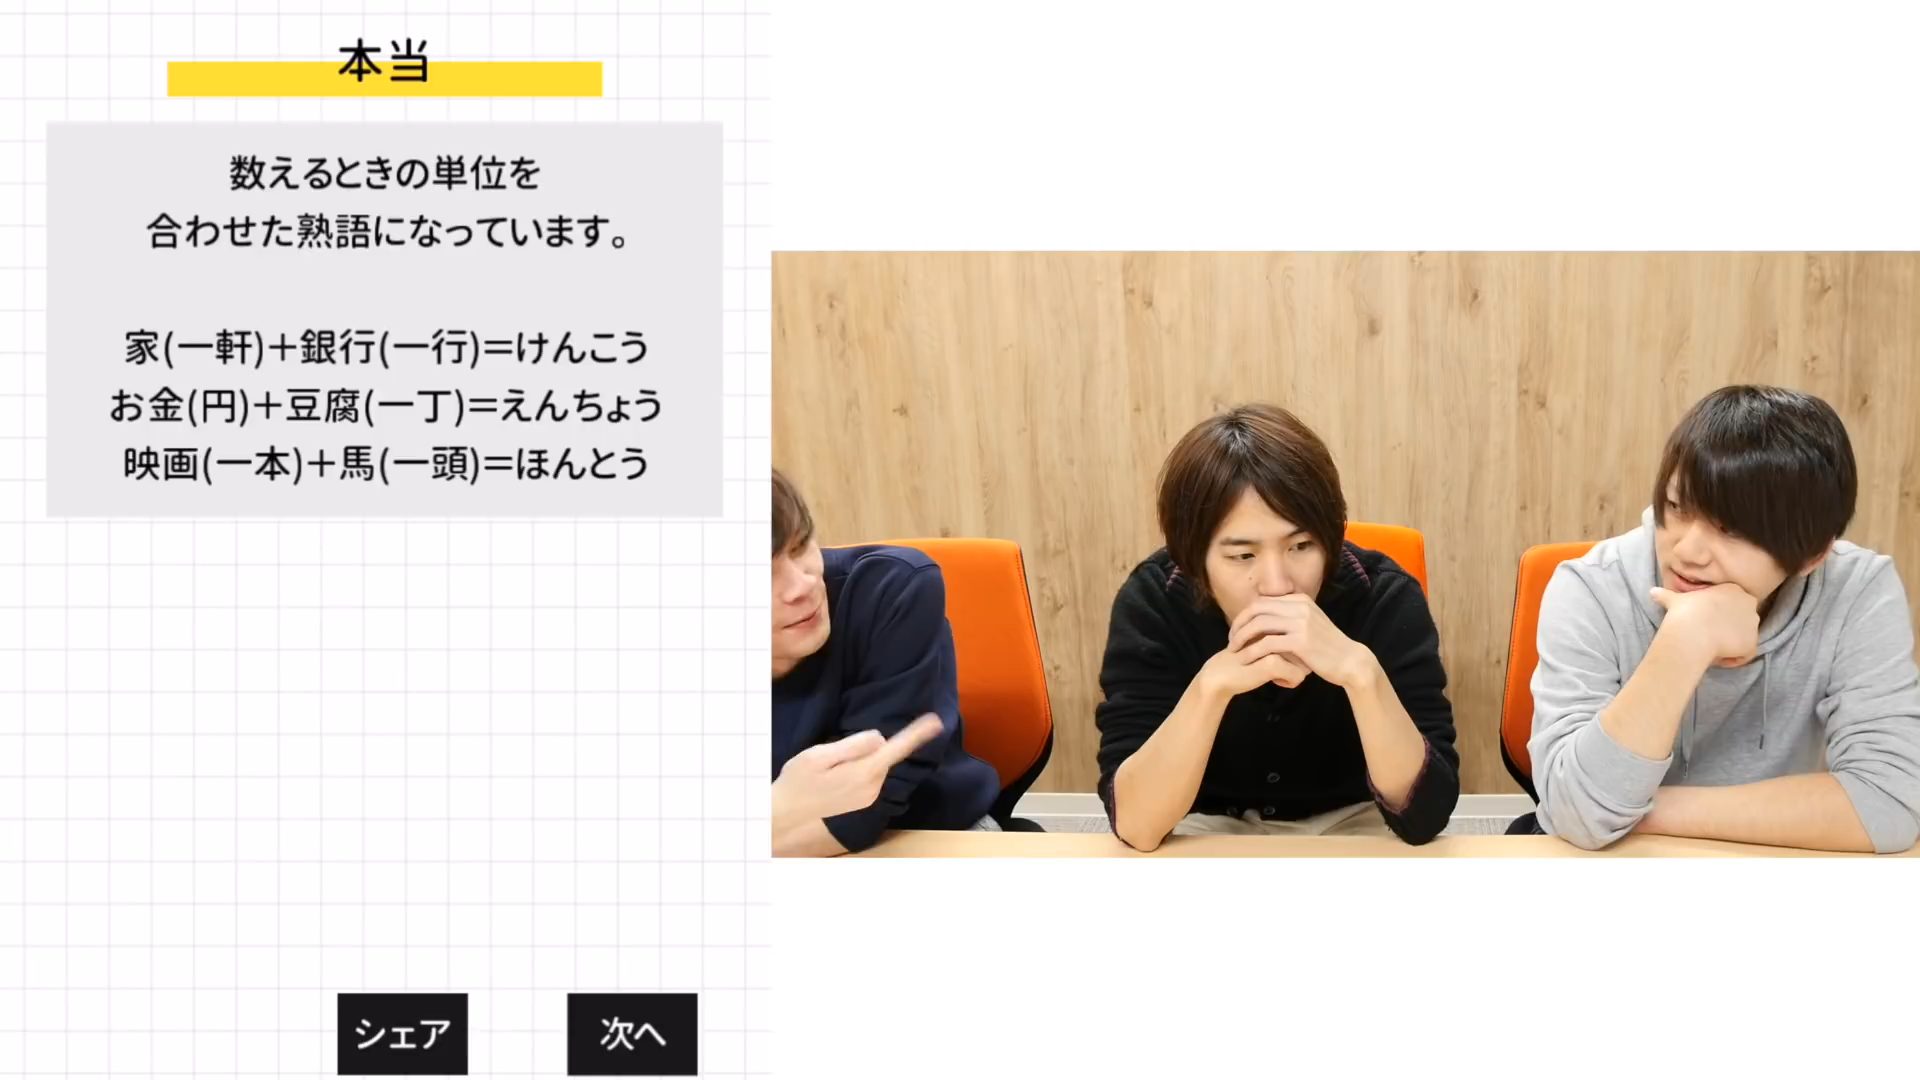 本当
数えるときの単位を
合わせた熟語になっています。
家(一軒)＋銀行(一行)＝けんこう
お金(円)＋豆腐(一丁)＝えんちょう
映画(一本)＋馬(一頭)＝ほんとう
シェア
次へ